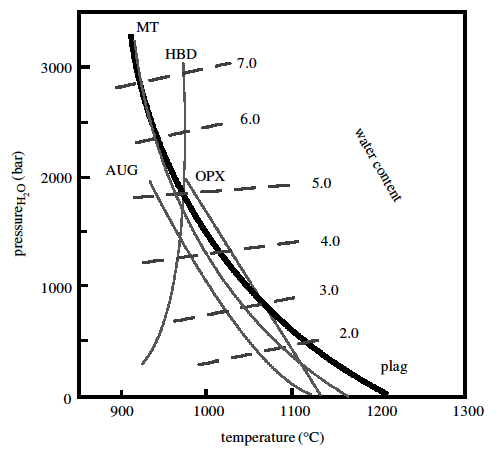 MT
HBD
7.0
3000
6.0
water content
AUG
OPX
2000
5.0
pressureH₂O (bar)
4.0
3.0
1000
2.0
plag
0
900
1000
1100
1200
1300
temperature (°C)